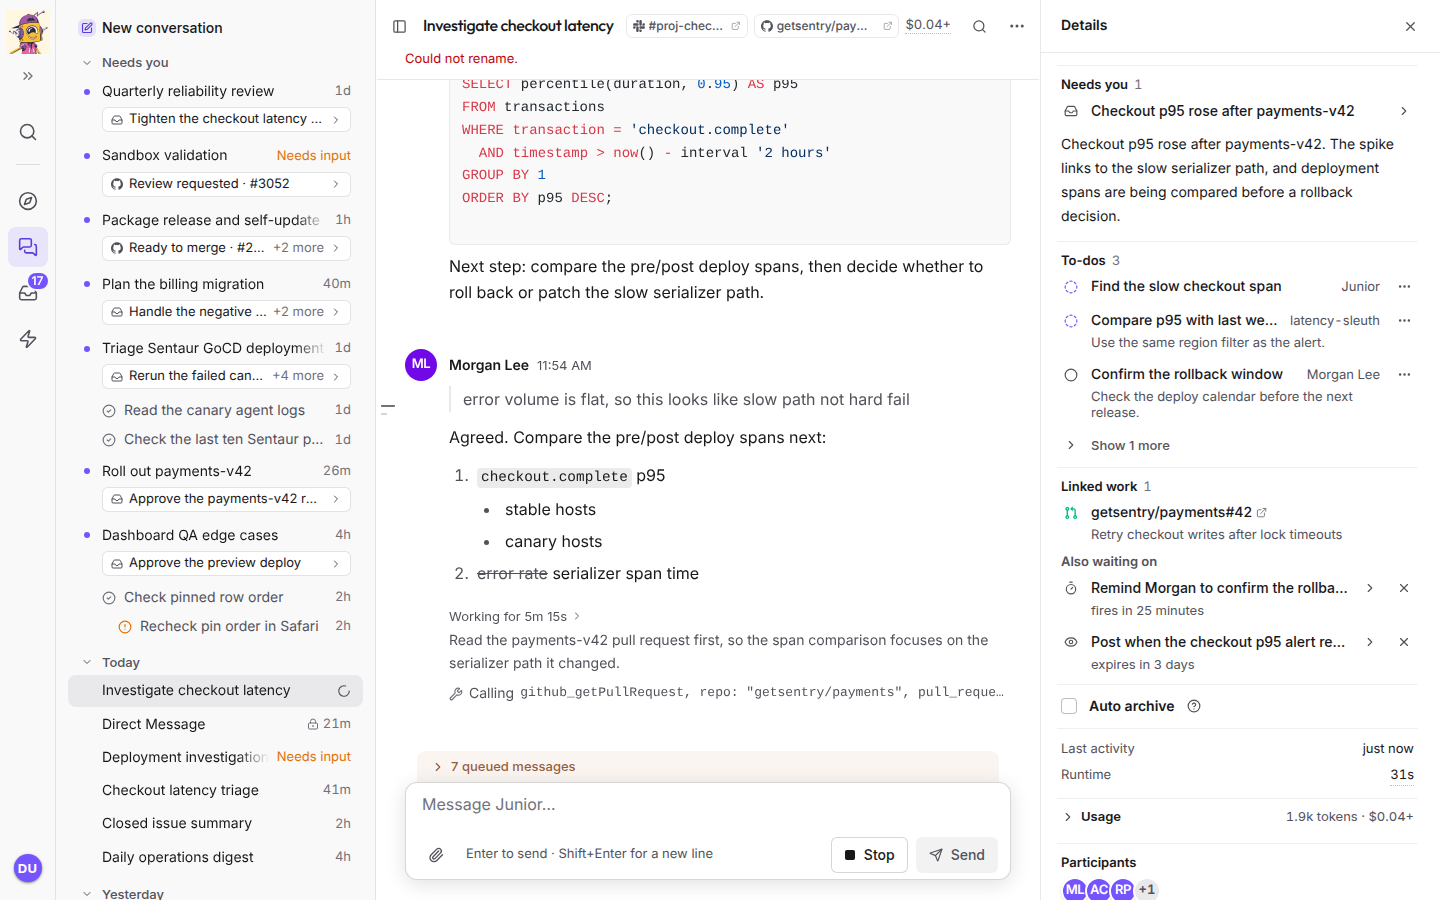 New conversation
Needs you
Quarterly reliability review 1d
Tighten the checkout latency ...
Sandbox validation Needs input
Review requested · #3052
Package release and self-update 1h
Ready to merge · #2... +2 more
Plan the billing migration 40m
Handle the negative ... +2 more
Triage Sentaur GoCD deployment 1d
Rerun the failed can... +4 more
Read the canary agent logs 1d
Check the last ten Sentaur p... 1d
Roll out payments-v42 26m
Approve the payments-v42 r...
Dashboard QA edge cases 4h
Approve the preview deploy
Check pinned row order 2h
Recheck pin order in Safari 2h
Today
Investigate checkout latency
Direct Message 21m
Deployment investigation Needs input
Checkout latency triage 41m
Closed issue summary 2h
Daily operations digest 4h
Yesterday
17
DU
Investigate checkout latency #proj-chec... getsentry/pay... $0.04+
Could not rename.
SELECT percentile(duration, 0.95) AS p95
FROM transactions
WHERE transaction = 'checkout.complete'
AND timestamp > now() - interval '2 hours'
GROUP BY 1
ORDER BY p95 DESC;
Next step: compare the pre/post deploy spans, then decide whether to
roll back or patch the slow serializer path.
ML Morgan Lee 11:54 AM
error volume is flat, so this looks like slow path not hard fail
Agreed. Compare the pre/post deploy spans next:
1. checkout.complete p95
• stable hosts
• canary hosts
2. error rate serializer span time
Working for 5m 15s
Read the payments-v42 pull request first, so the span comparison focuses on the
serializer path it changed.
Calling github_getPullRequest, repo: "getsentry/payments", pull_reque...
7 queued messages
Message Junior...
Enter to send · Shift+Enter for a new line
Stop
Send
Details
Needs you 1
Checkout p95 rose after payments-v42
Checkout p95 rose after payments-v42. The spike
links to the slow serializer path, and deployment
spans are being compared before a rollback
decision.
To-dos 3
Find the slow checkout span Junior
Compare p95 with last we... latency-sleuth
Use the same region filter as the alert.
Confirm the rollback window Morgan Lee
Check the deploy calendar before the next
release.
Show 1 more
Linked work 1
getsentry/payments#42
Retry checkout writes after lock timeouts
Also waiting on
Remind Morgan to confirm the rollba...
fires in 25 minutes
Post when the checkout p95 alert re...
expires in 3 days
Auto archive
Last activity just now
Runtime 31s
Usage 1.9k tokens · $0.04+
Participants
ML AC RP +1